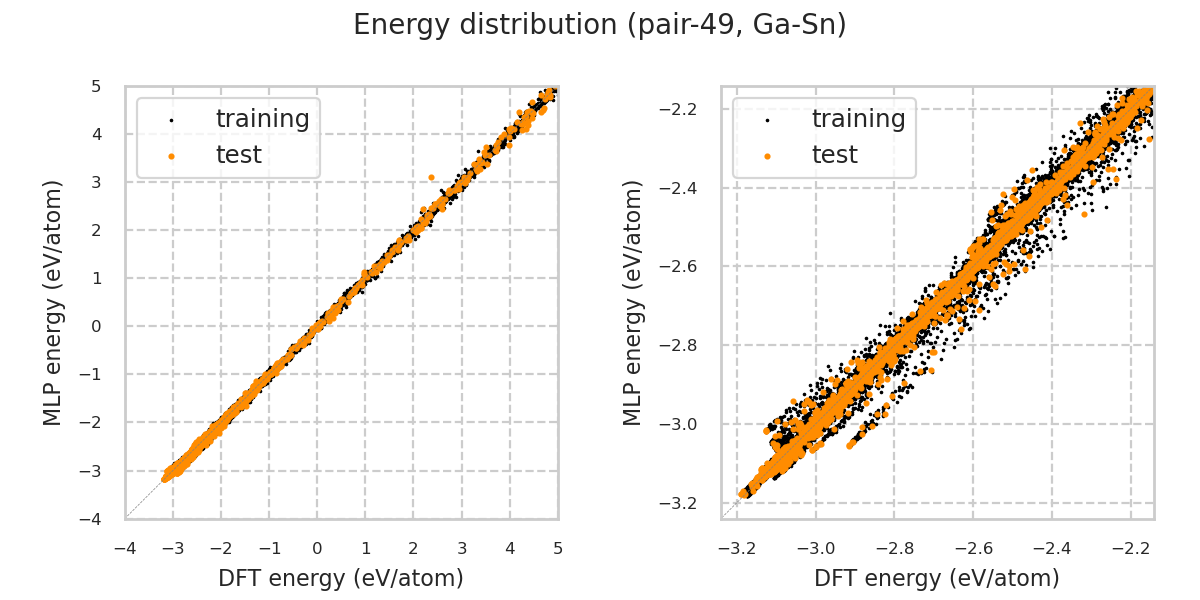 Energy distribution (pair-49, Ga-Sn)
training
test
MLP energy (eV/atom)
5
4
3
2
1
0
−1
−2
−3
−4
−4 −3 −2 −1 0 1 2 3 4 5
DFT energy (eV/atom)
training
test
MLP energy (eV/atom)
−2.2
−2.4
−2.6
−2.8
−3.0
−3.2
−3.2 −3.0 −2.8 −2.6 −2.4 −2.2
DFT energy (eV/atom)